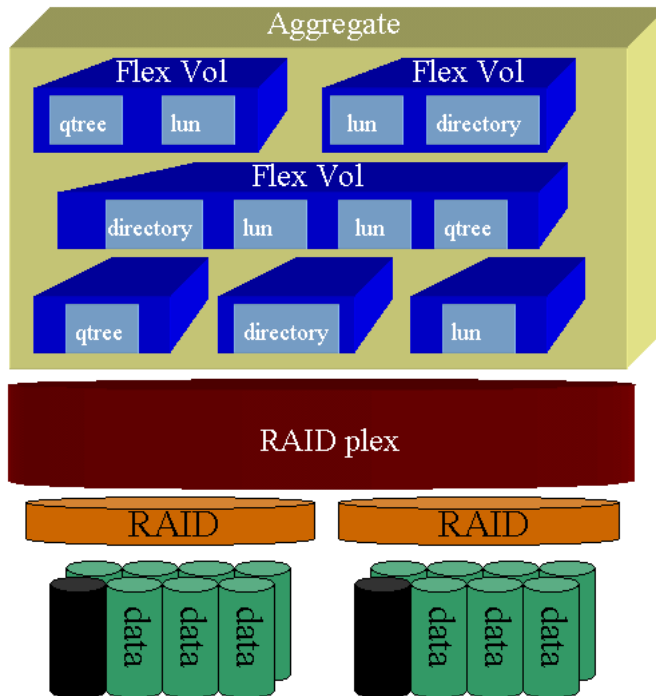 Aggregate
Flex Vol
Flex Vol
qtree
lun
lun
directory
Flex Vol
directory
lun
lun
qtree
qtree
directory
lun
RAID plex
RAID
RAID
data
data
data
data
data
data